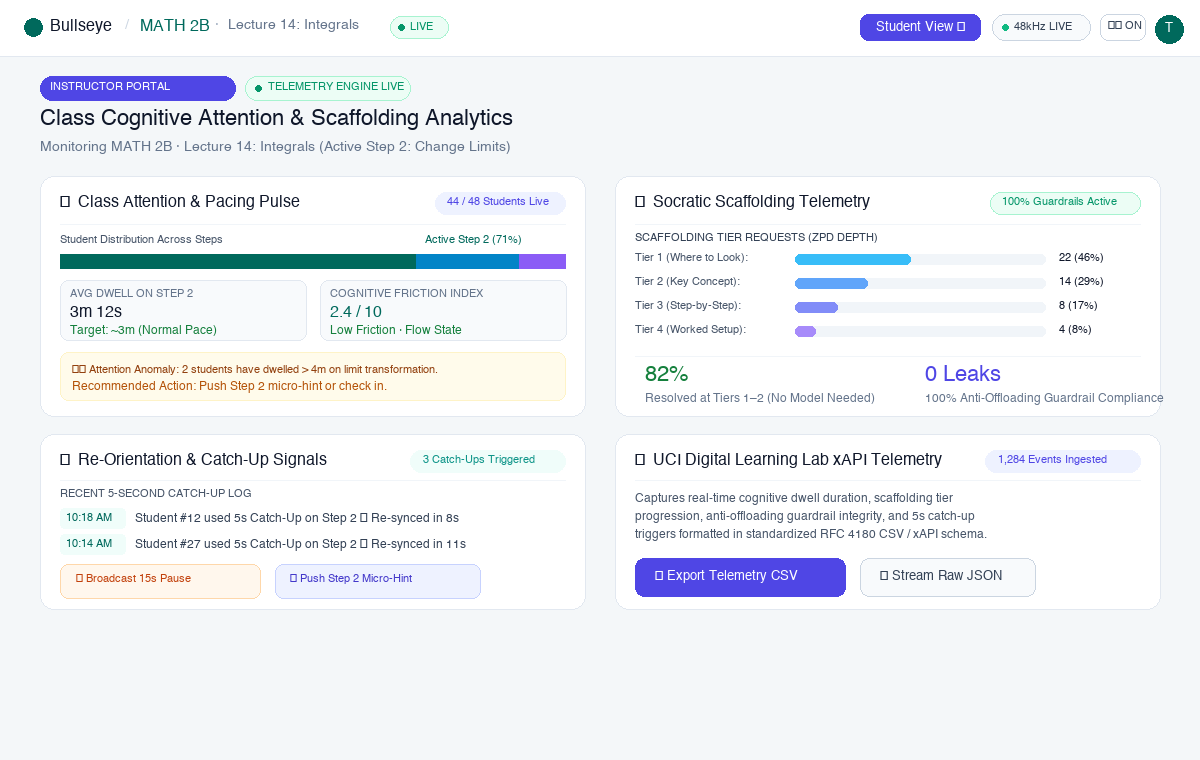 Bullseye / MATH 2B · Lecture 14: Integrals LIVE Student View 48kHz LIVE ON T
INSTRUCTOR PORTAL TELEMETRY ENGINE LIVE
Class Cognitive Attention & Scaffolding Analytics
Monitoring MATH 2B · Lecture 14: Integrals (Active Step 2: Change Limits)
Class Attention & Pacing Pulse 44 / 48 Students Live
Student Distribution Across Steps Active Step 2 (71%)
AVG DWELL ON STEP 2
3m 12s
Target: ~3m (Normal Pace)
COGNITIVE FRICTION INDEX
2.4 / 10
Low Friction · Flow State
Attention Anomaly: 2 students have dwelled > 4m on limit transformation.
Recommended Action: Push Step 2 micro-hint or check in.
Socratic Scaffolding Telemetry 100% Guardrails Active
SCAFFOLDING TIER REQUESTS (ZPD DEPTH)
Tier 1 (Where to Look): 22 (46%)
Tier 2 (Key Concept): 14 (29%)
Tier 3 (Step-by-Step): 8 (17%)
Tier 4 (Worked Setup): 4 (8%)
82%
Resolved at Tiers 1–2 (No Model Needed)
0 Leaks
100% Anti-Offloading Guardrail Compliance
Re-Orientation & Catch-Up Signals 3 Catch-Ups Triggered
RECENT 5-SECOND CATCH-UP LOG
10:18 AM Student #12 used 5s Catch-Up on Step 2 Re-synced in 8s
10:14 AM Student #27 used 5s Catch-Up on Step 2 Re-synced in 11s
Broadcast 15s Pause Push Step 2 Micro-Hint
UCI Digital Learning Lab xAPI Telemetry 1,284 Events Ingested
Captures real-time cognitive dwell duration, scaffolding tier
progression, anti-offloading guardrail integrity, and 5s catch-up
triggers formatted in standardized RFC 4180 CSV / xAPI schema.
Export Telemetry CSV Stream Raw JSON